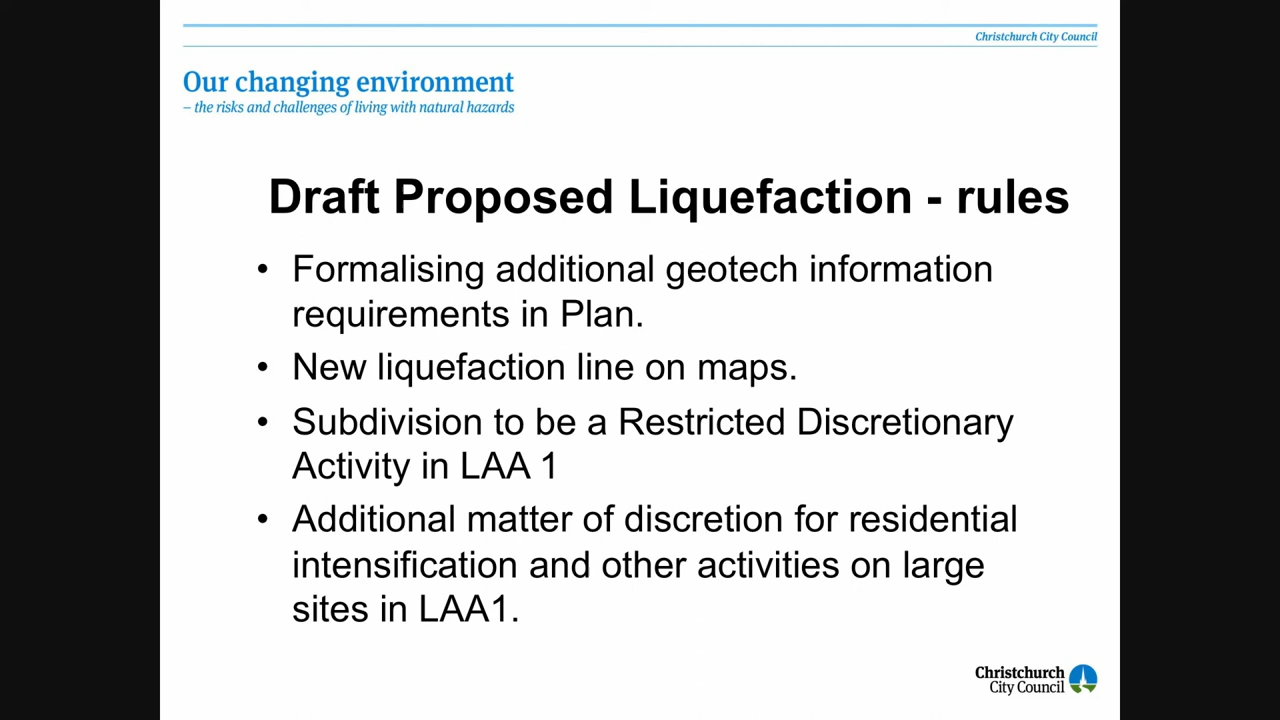 Christchurch City Council
Our changing environment
– the risks and challenges of living with natural hazards
Draft Proposed Liquefaction - rules
• Formalising additional geotech information
requirements in Plan.
• New liquefaction line on maps.
• Subdivision to be a Restricted Discretionary
Activity in LAA 1
• Additional matter of discretion for residential
intensification and other activities on large
sites in LAA1.
Christchurch
City Council